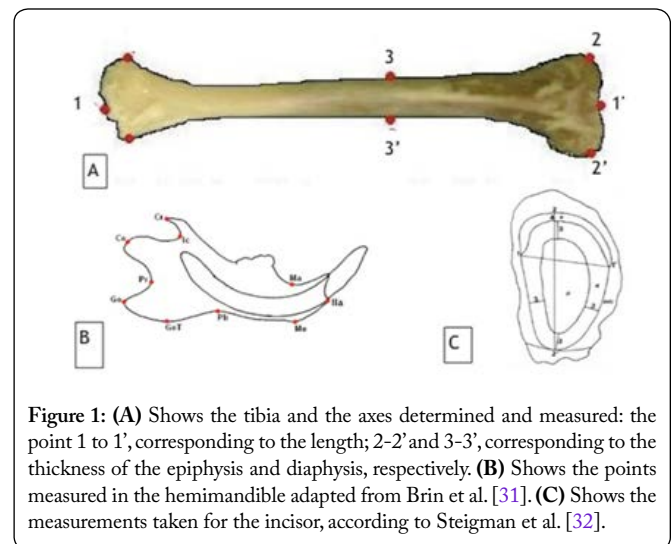 3
2
1
1'
3'
2'
A
Cr
Co
Ic
Pr
Ma
Go
IIa
GoT
Pb
Me
B
C
Figure 1: (A) Shows the tibia and the axes determined and measured: the
point 1 to 1', corresponding to the length; 2-2' and 3-3', corresponding to the
thickness of the epiphysis and diaphysis, respectively. (B) Shows the points
measured in the hemimandible adapted from Brin et al. [31]. (C) Shows the
measurements taken for the incisor, according to Steigman et al. [32].